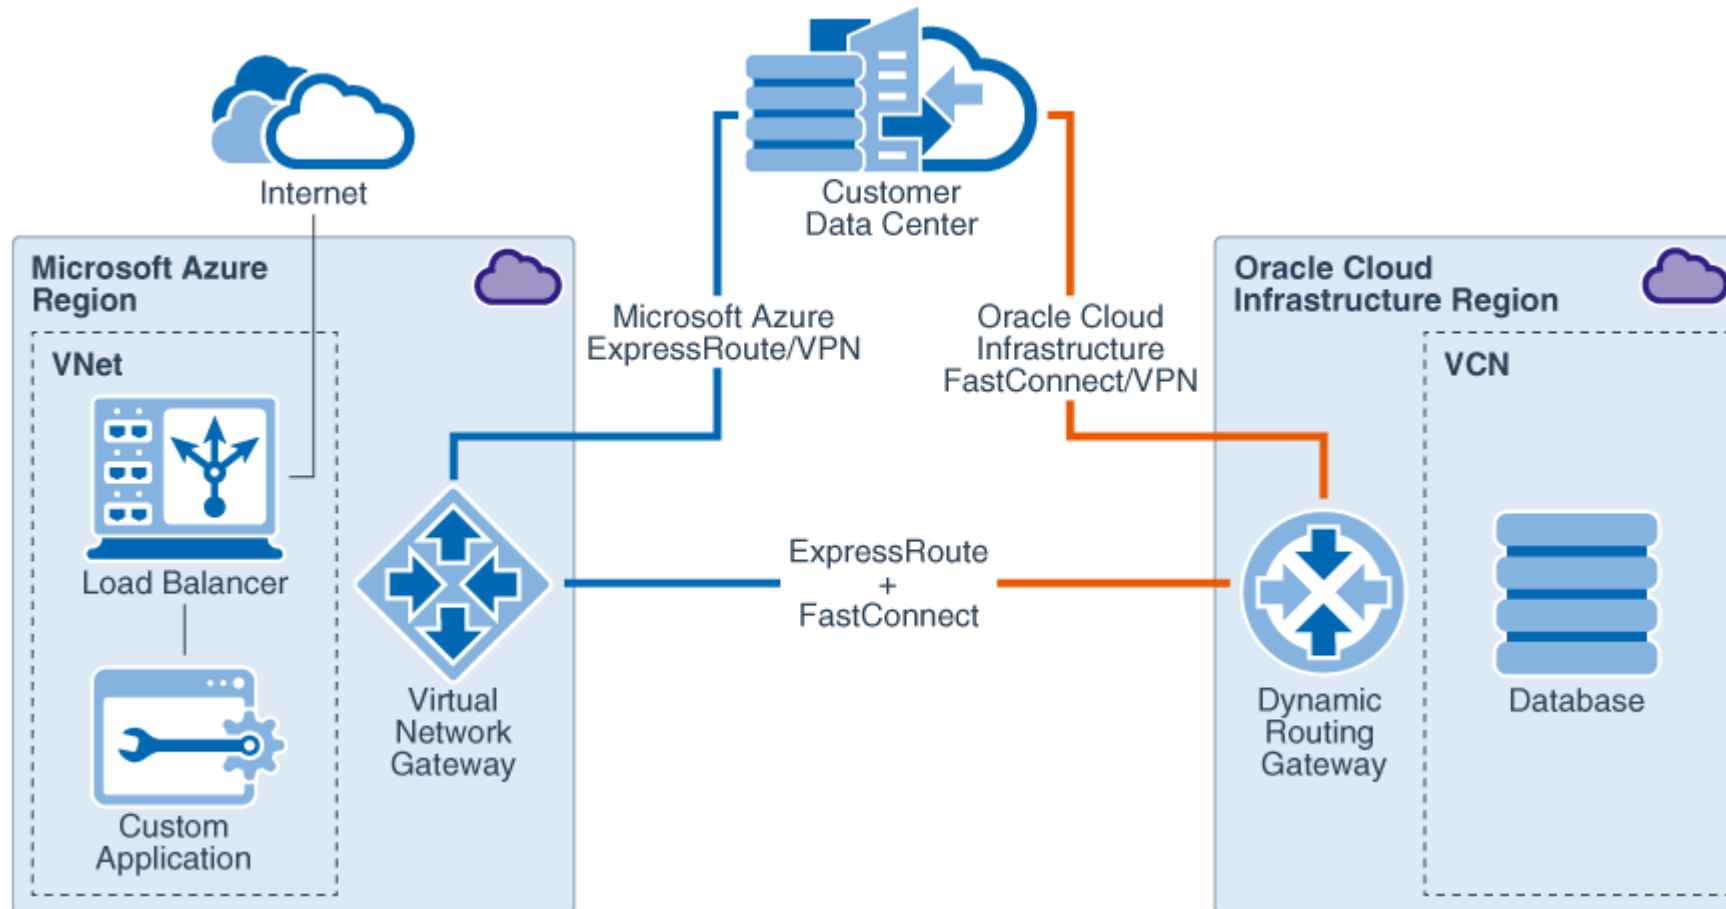 Internet
Customer
Data Center
Microsoft Azure
Region
VNet
Load Balancer
Custom
Application
Virtual
Network
Gateway
Microsoft Azure
ExpressRoute/VPN
Oracle Cloud
Infrastructure
FastConnect/VPN
ExpressRoute
+
FastConnect
Oracle Cloud
Infrastructure Region
VCN
Dynamic
Routing
Gateway
Database